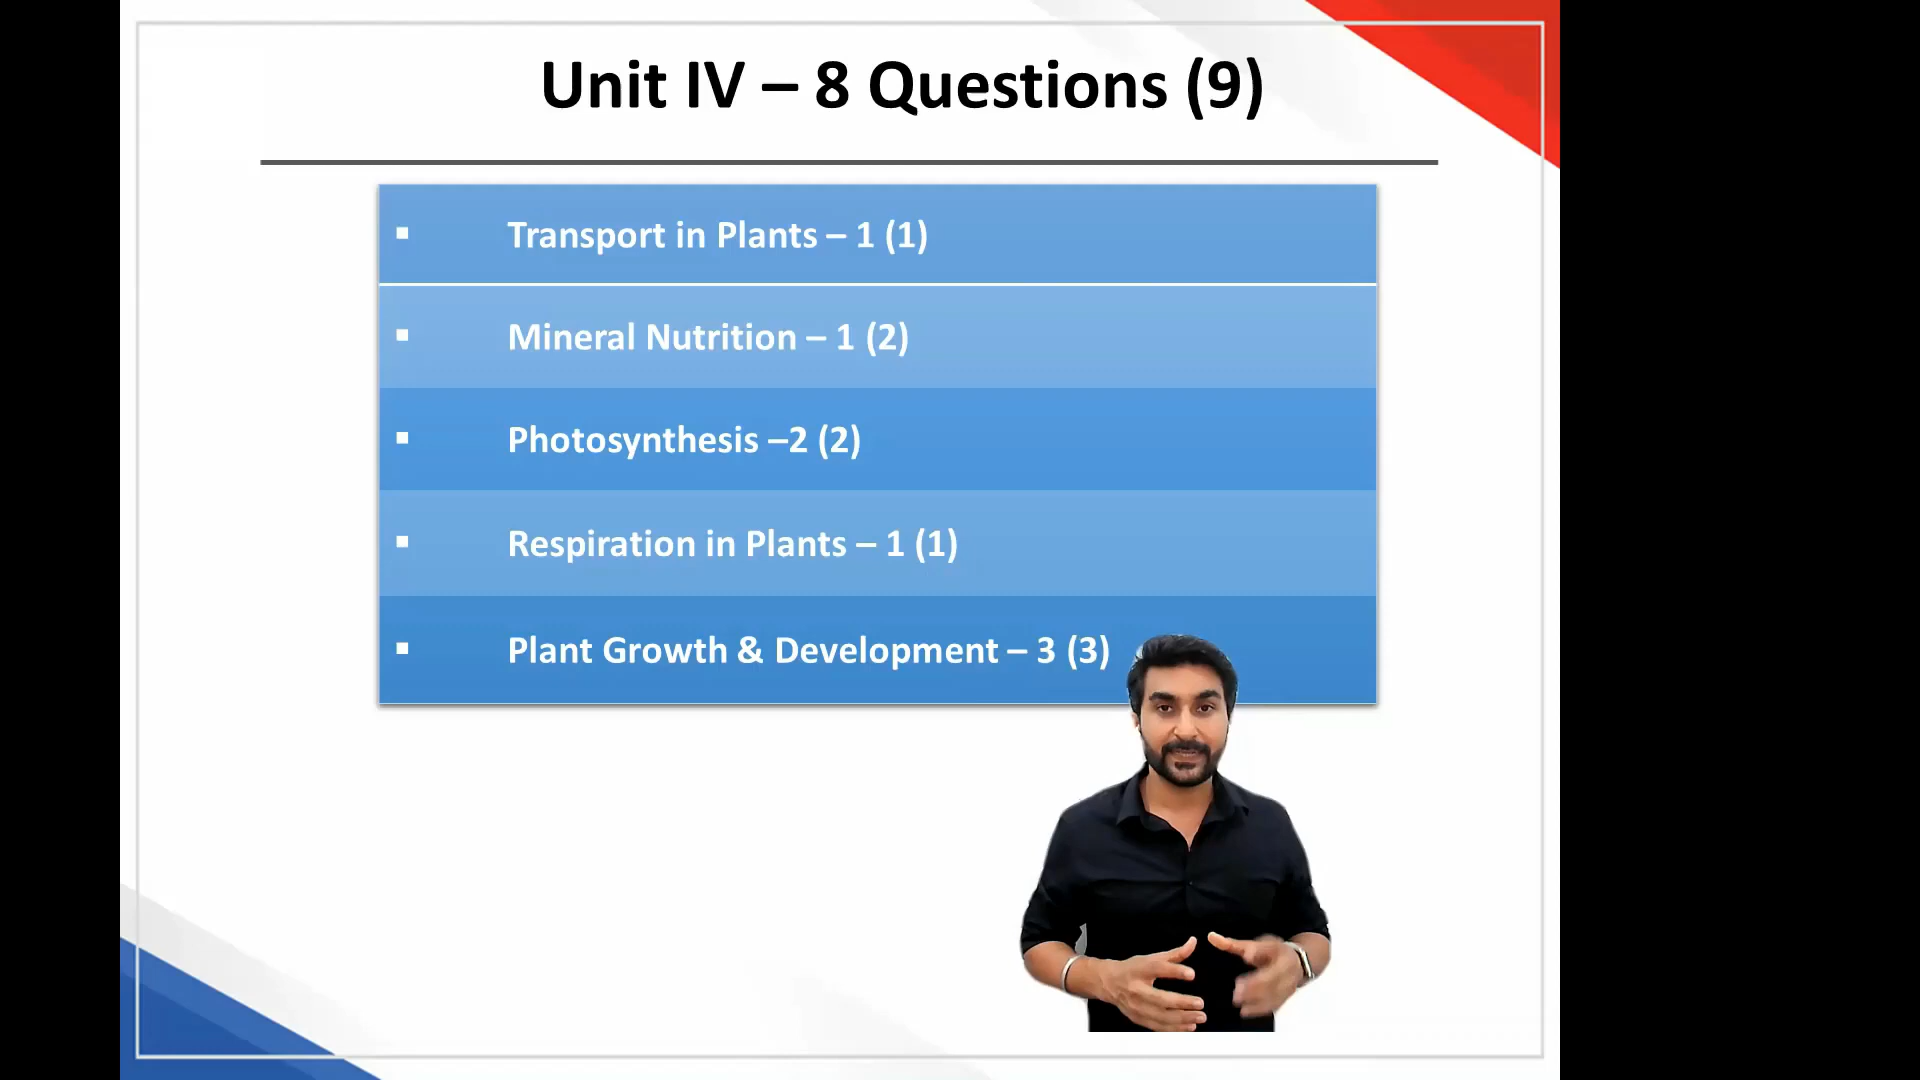 Unit IV – 8 Questions (9)
▪ Transport in Plants – 1 (1)
▪ Mineral Nutrition – 1 (2)
▪ Photosynthesis –2 (2)
▪ Respiration in Plants – 1 (1)
▪ Plant Growth & Development – 3 (3)